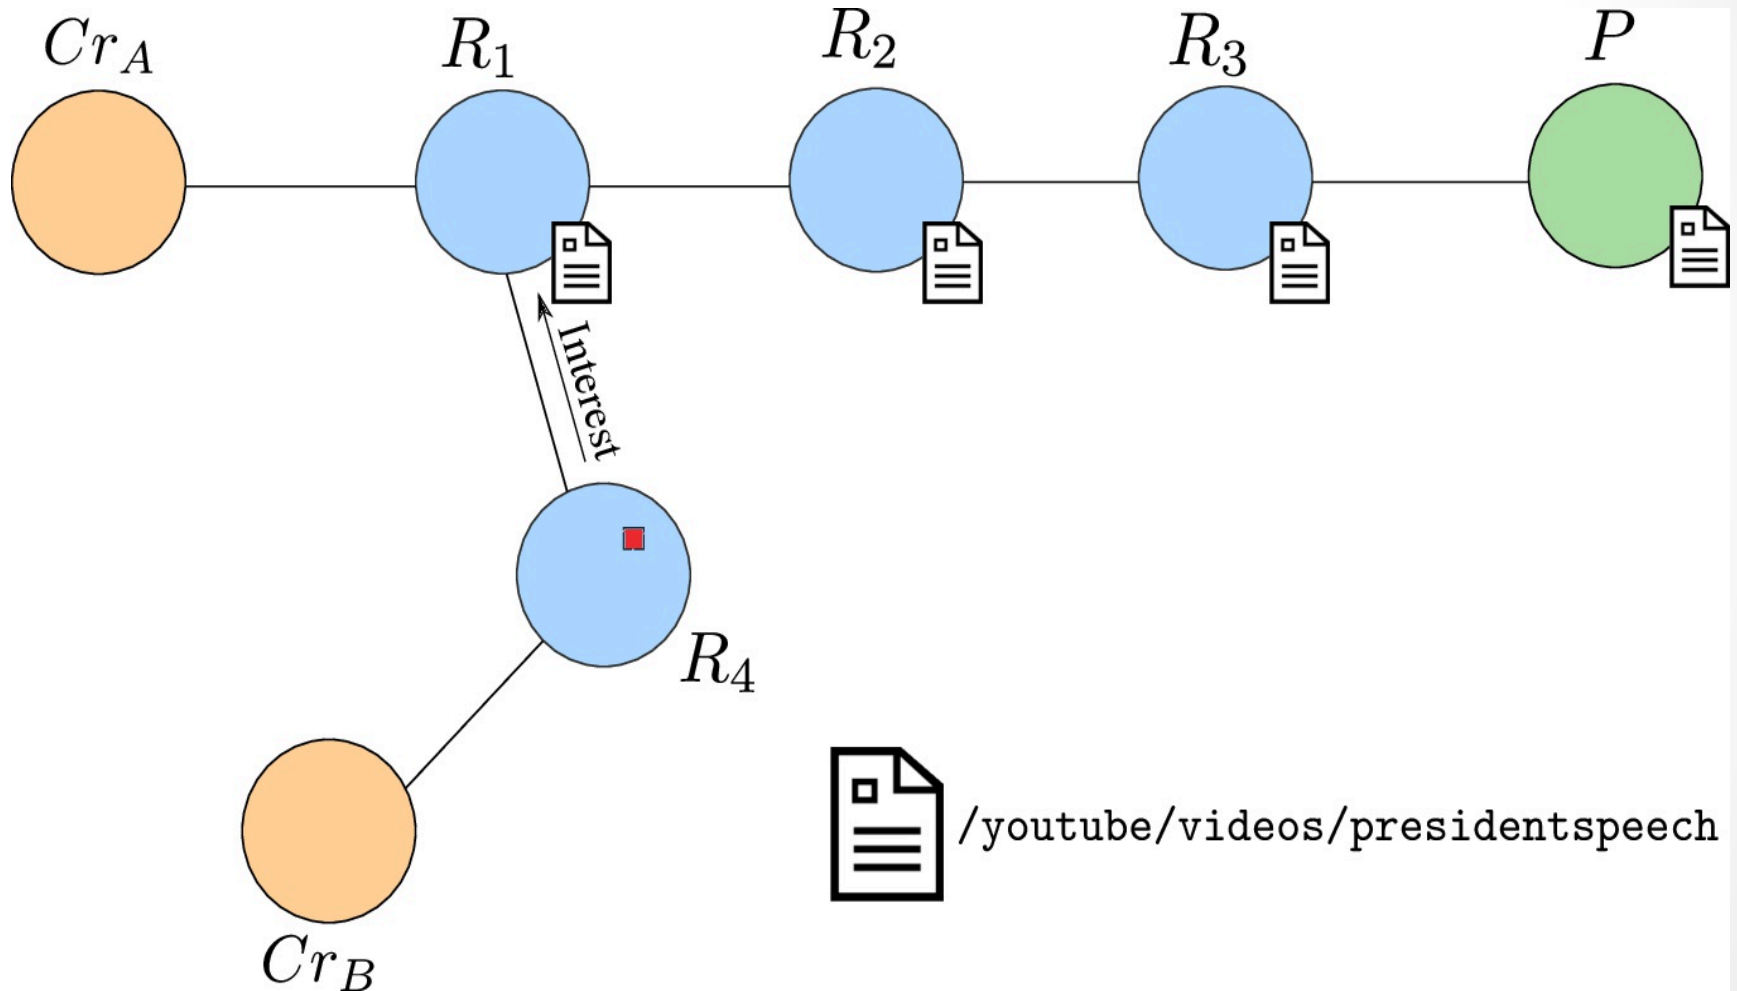 Cr_A
R_1
R_2
R_3
P
Interest
R_4
/youtube/videos/presidentspeech
Cr_B